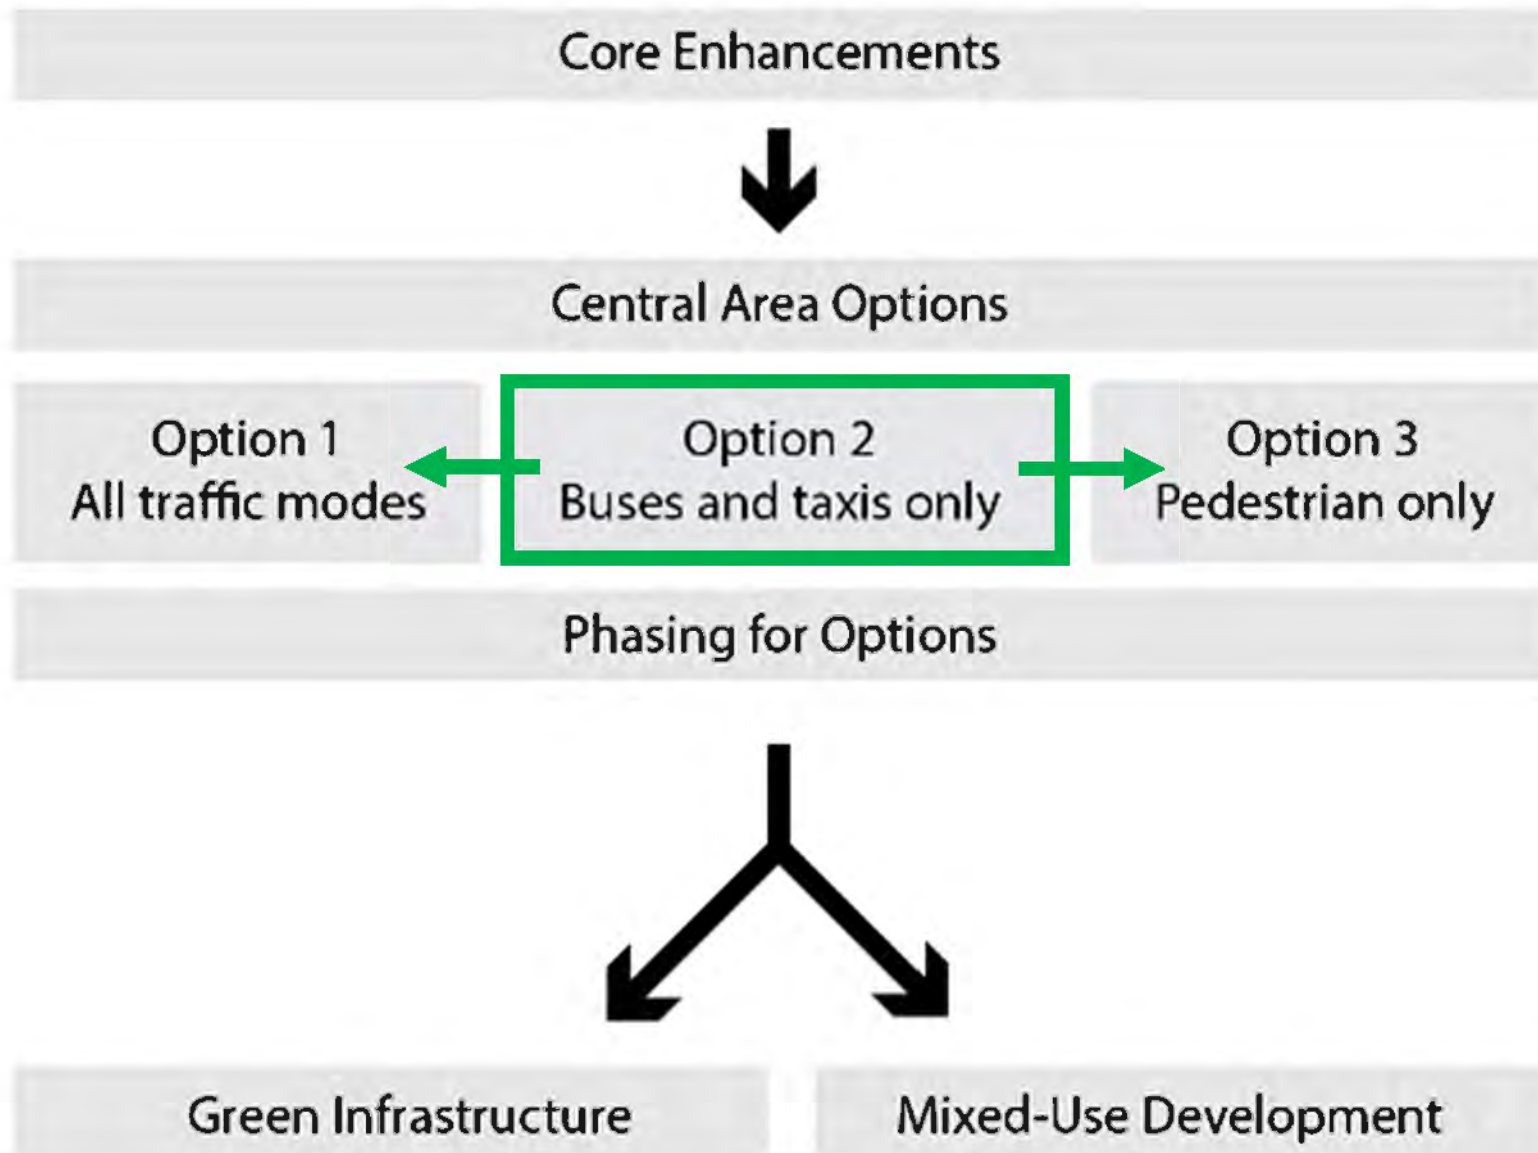 Core Enhancements
Central Area Options
Option 1
All traffic modes
Option 2
Buses and taxis only
Option 3
Pedestrian only
Phasing for Options
Green Infrastructure
Mixed-Use Development